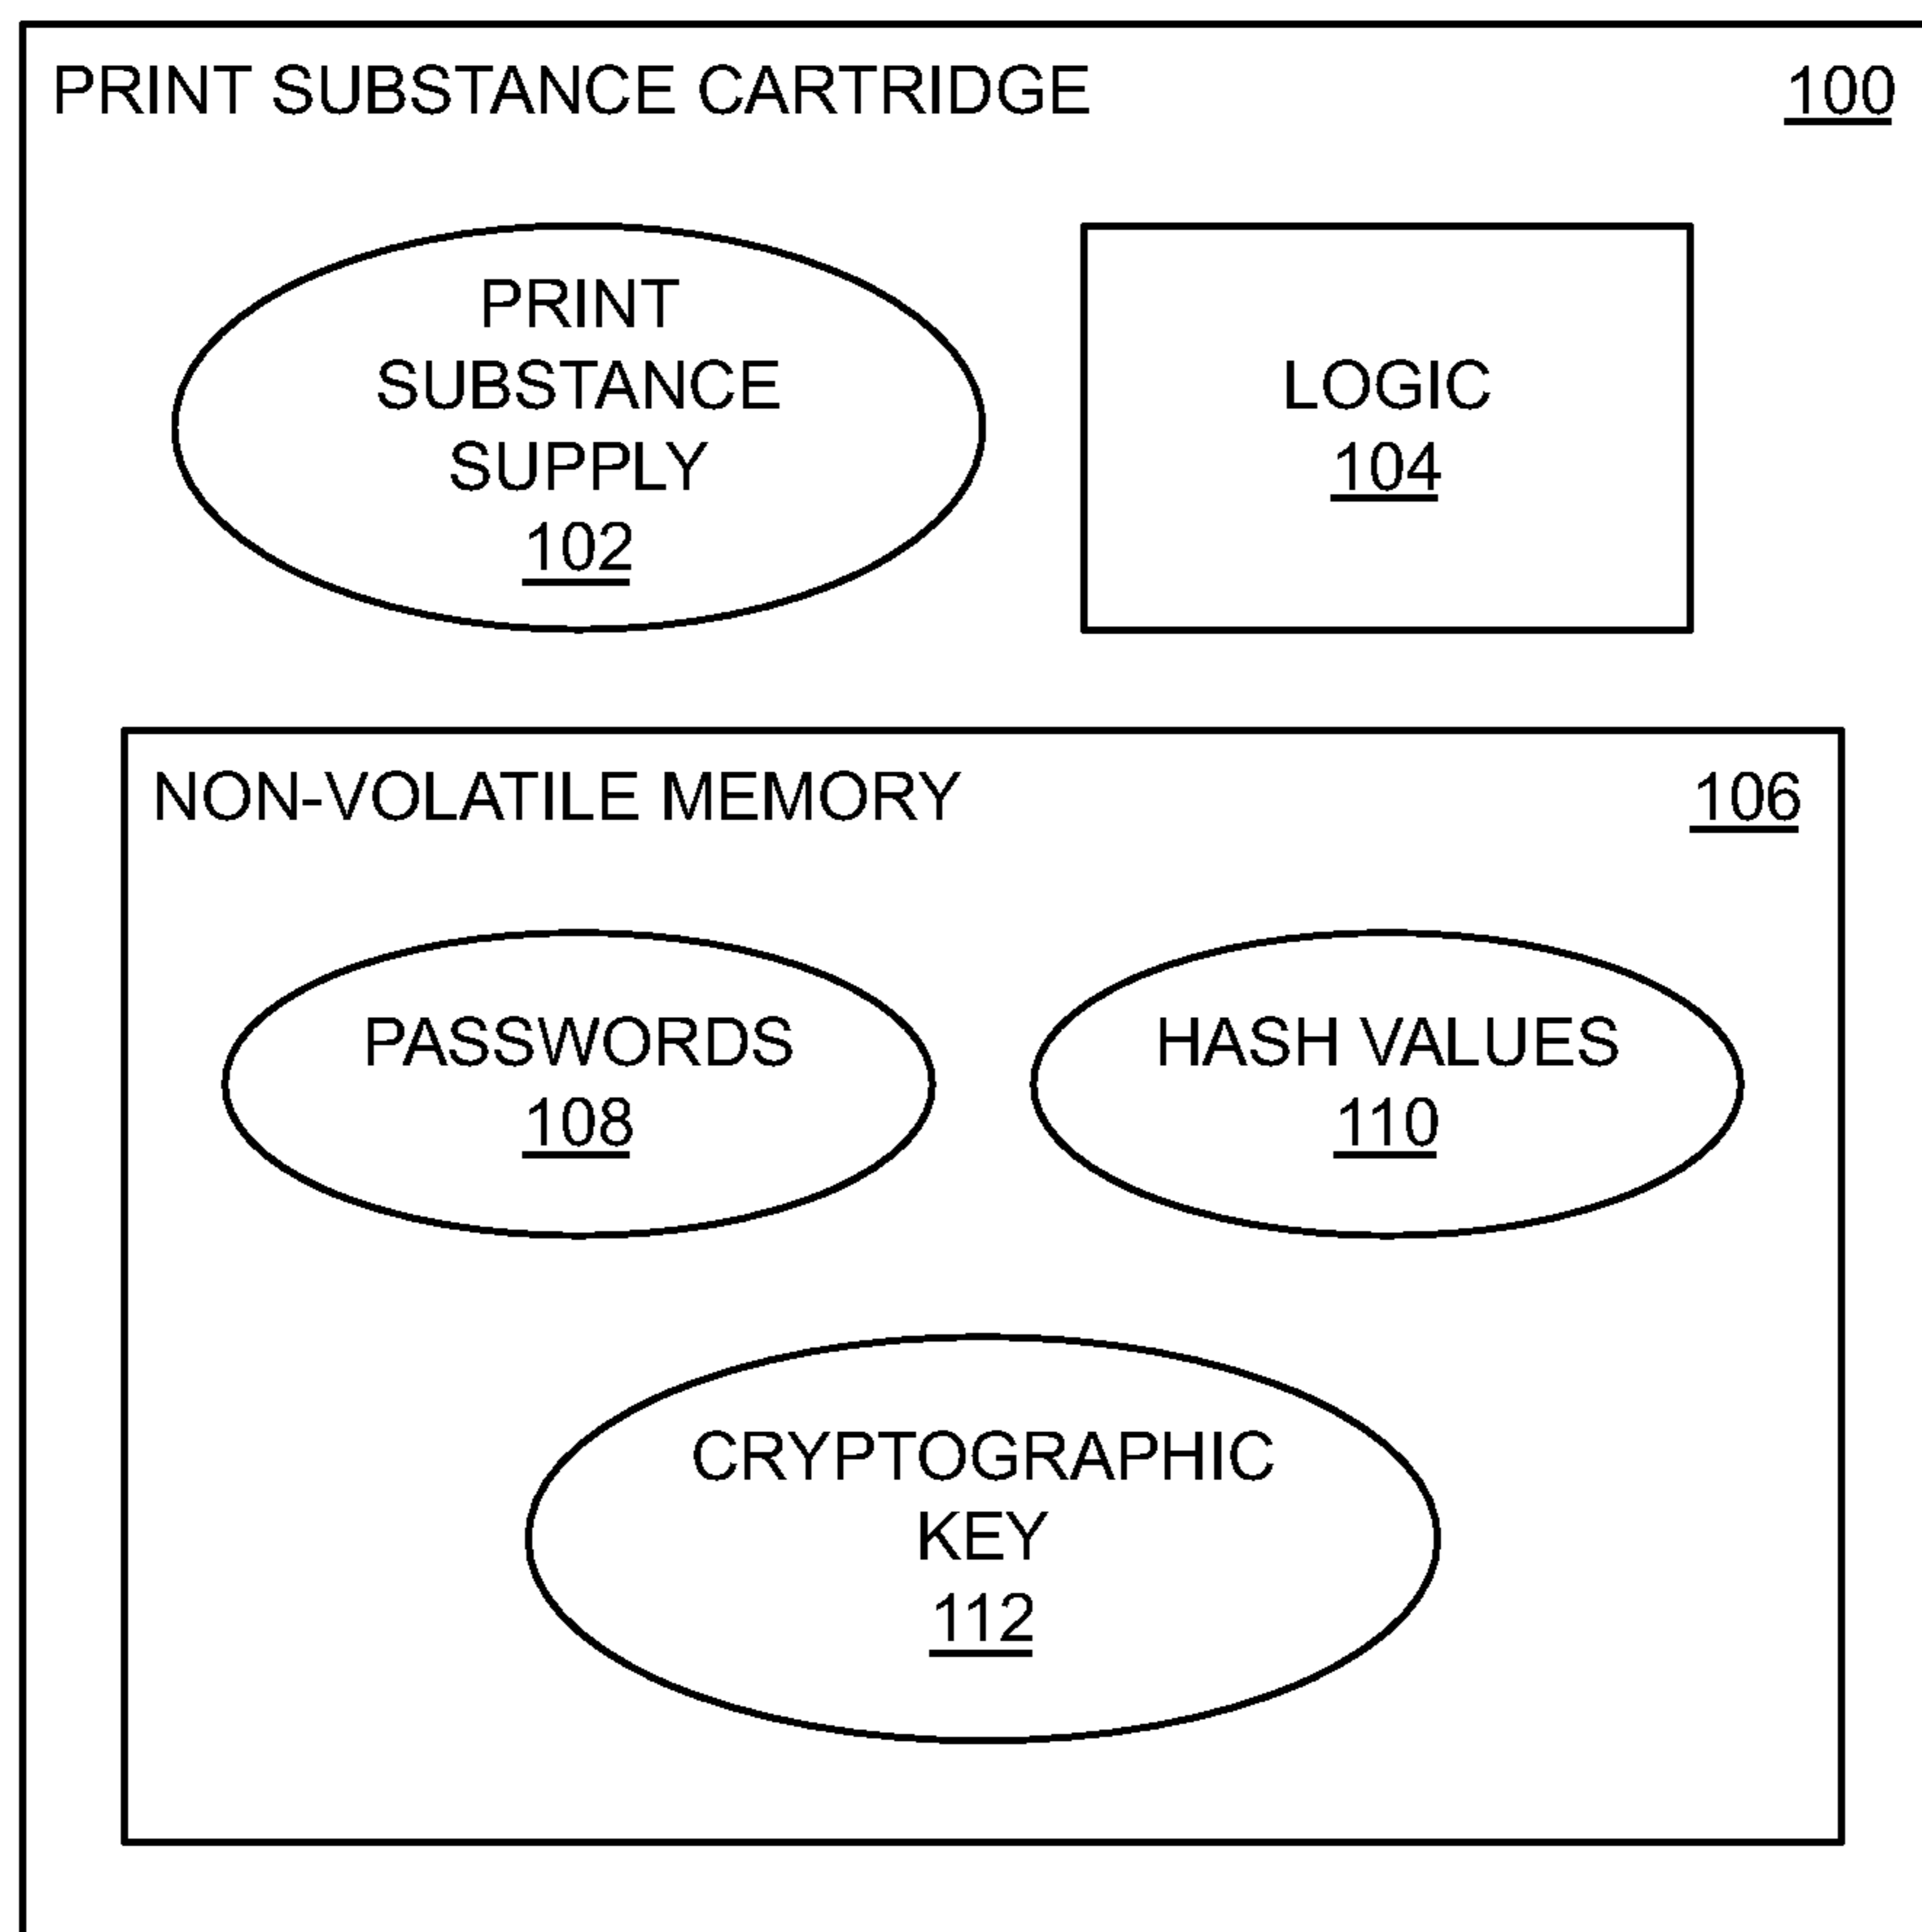 PRINT SUBSTANCE CARTRIDGE 100
PRINT
SUBSTANCE
SUPPLY
102
LOGIC
104
NON-VOLATILE MEMORY 106
PASSWORDS
108
HASH VALUES
110
CRYPTOGRAPHIC
KEY
112